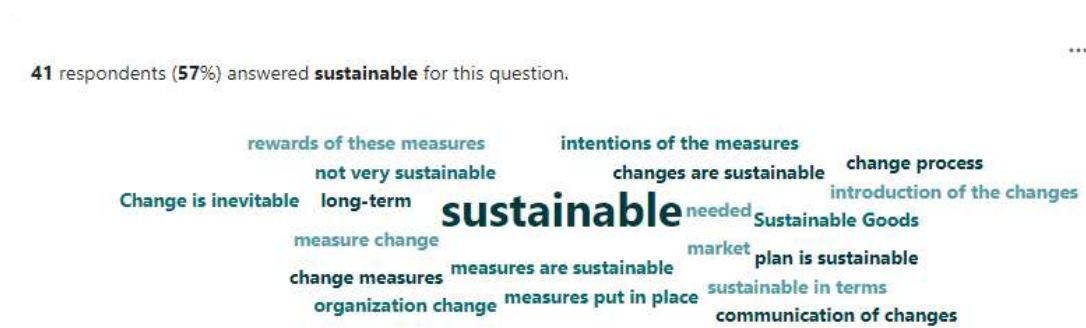 41 respondents (57%) answered sustainable for this question.
rewards of these measures
intentions of the measures
not very sustainable
changes are sustainable
change process
Change is inevitable
long-term
sustainable
needed
introduction of the changes
Sustainable Goods
measure change
market
plan is sustainable
change measures
measures are sustainable
sustainable in terms
organization change
measures put in place
communication of changes